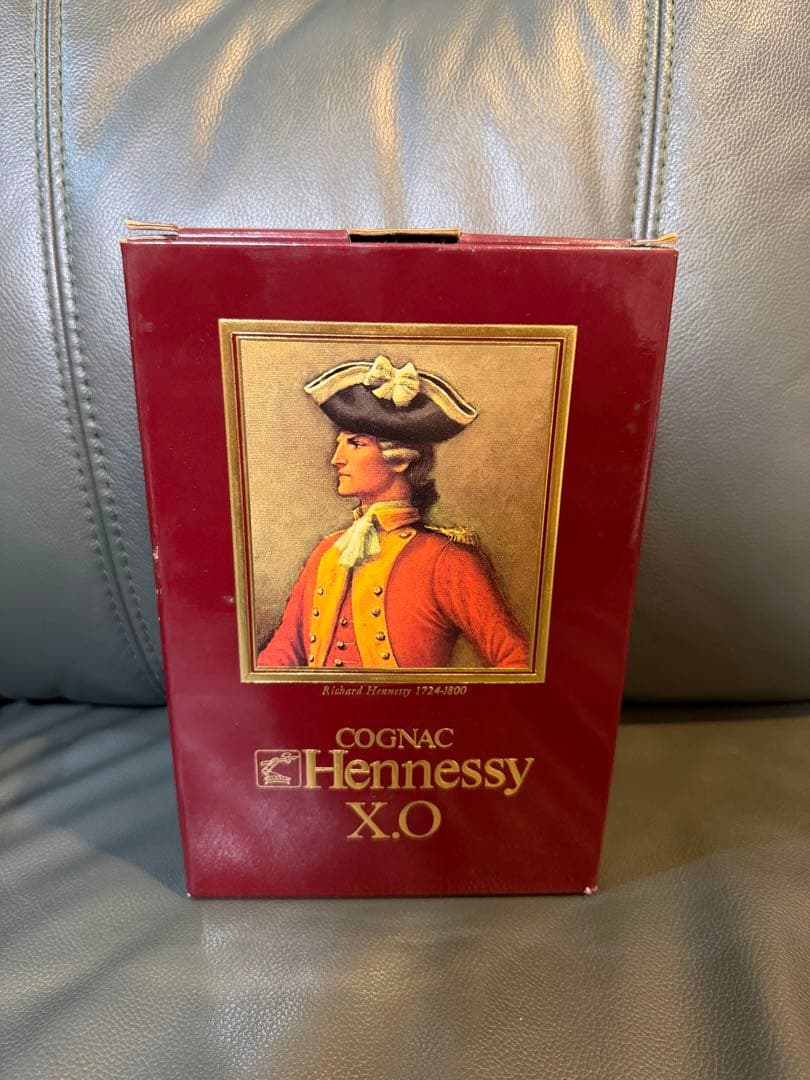 Richard Hennessy 1724-1800
COGNAC
Hennessy
X.O